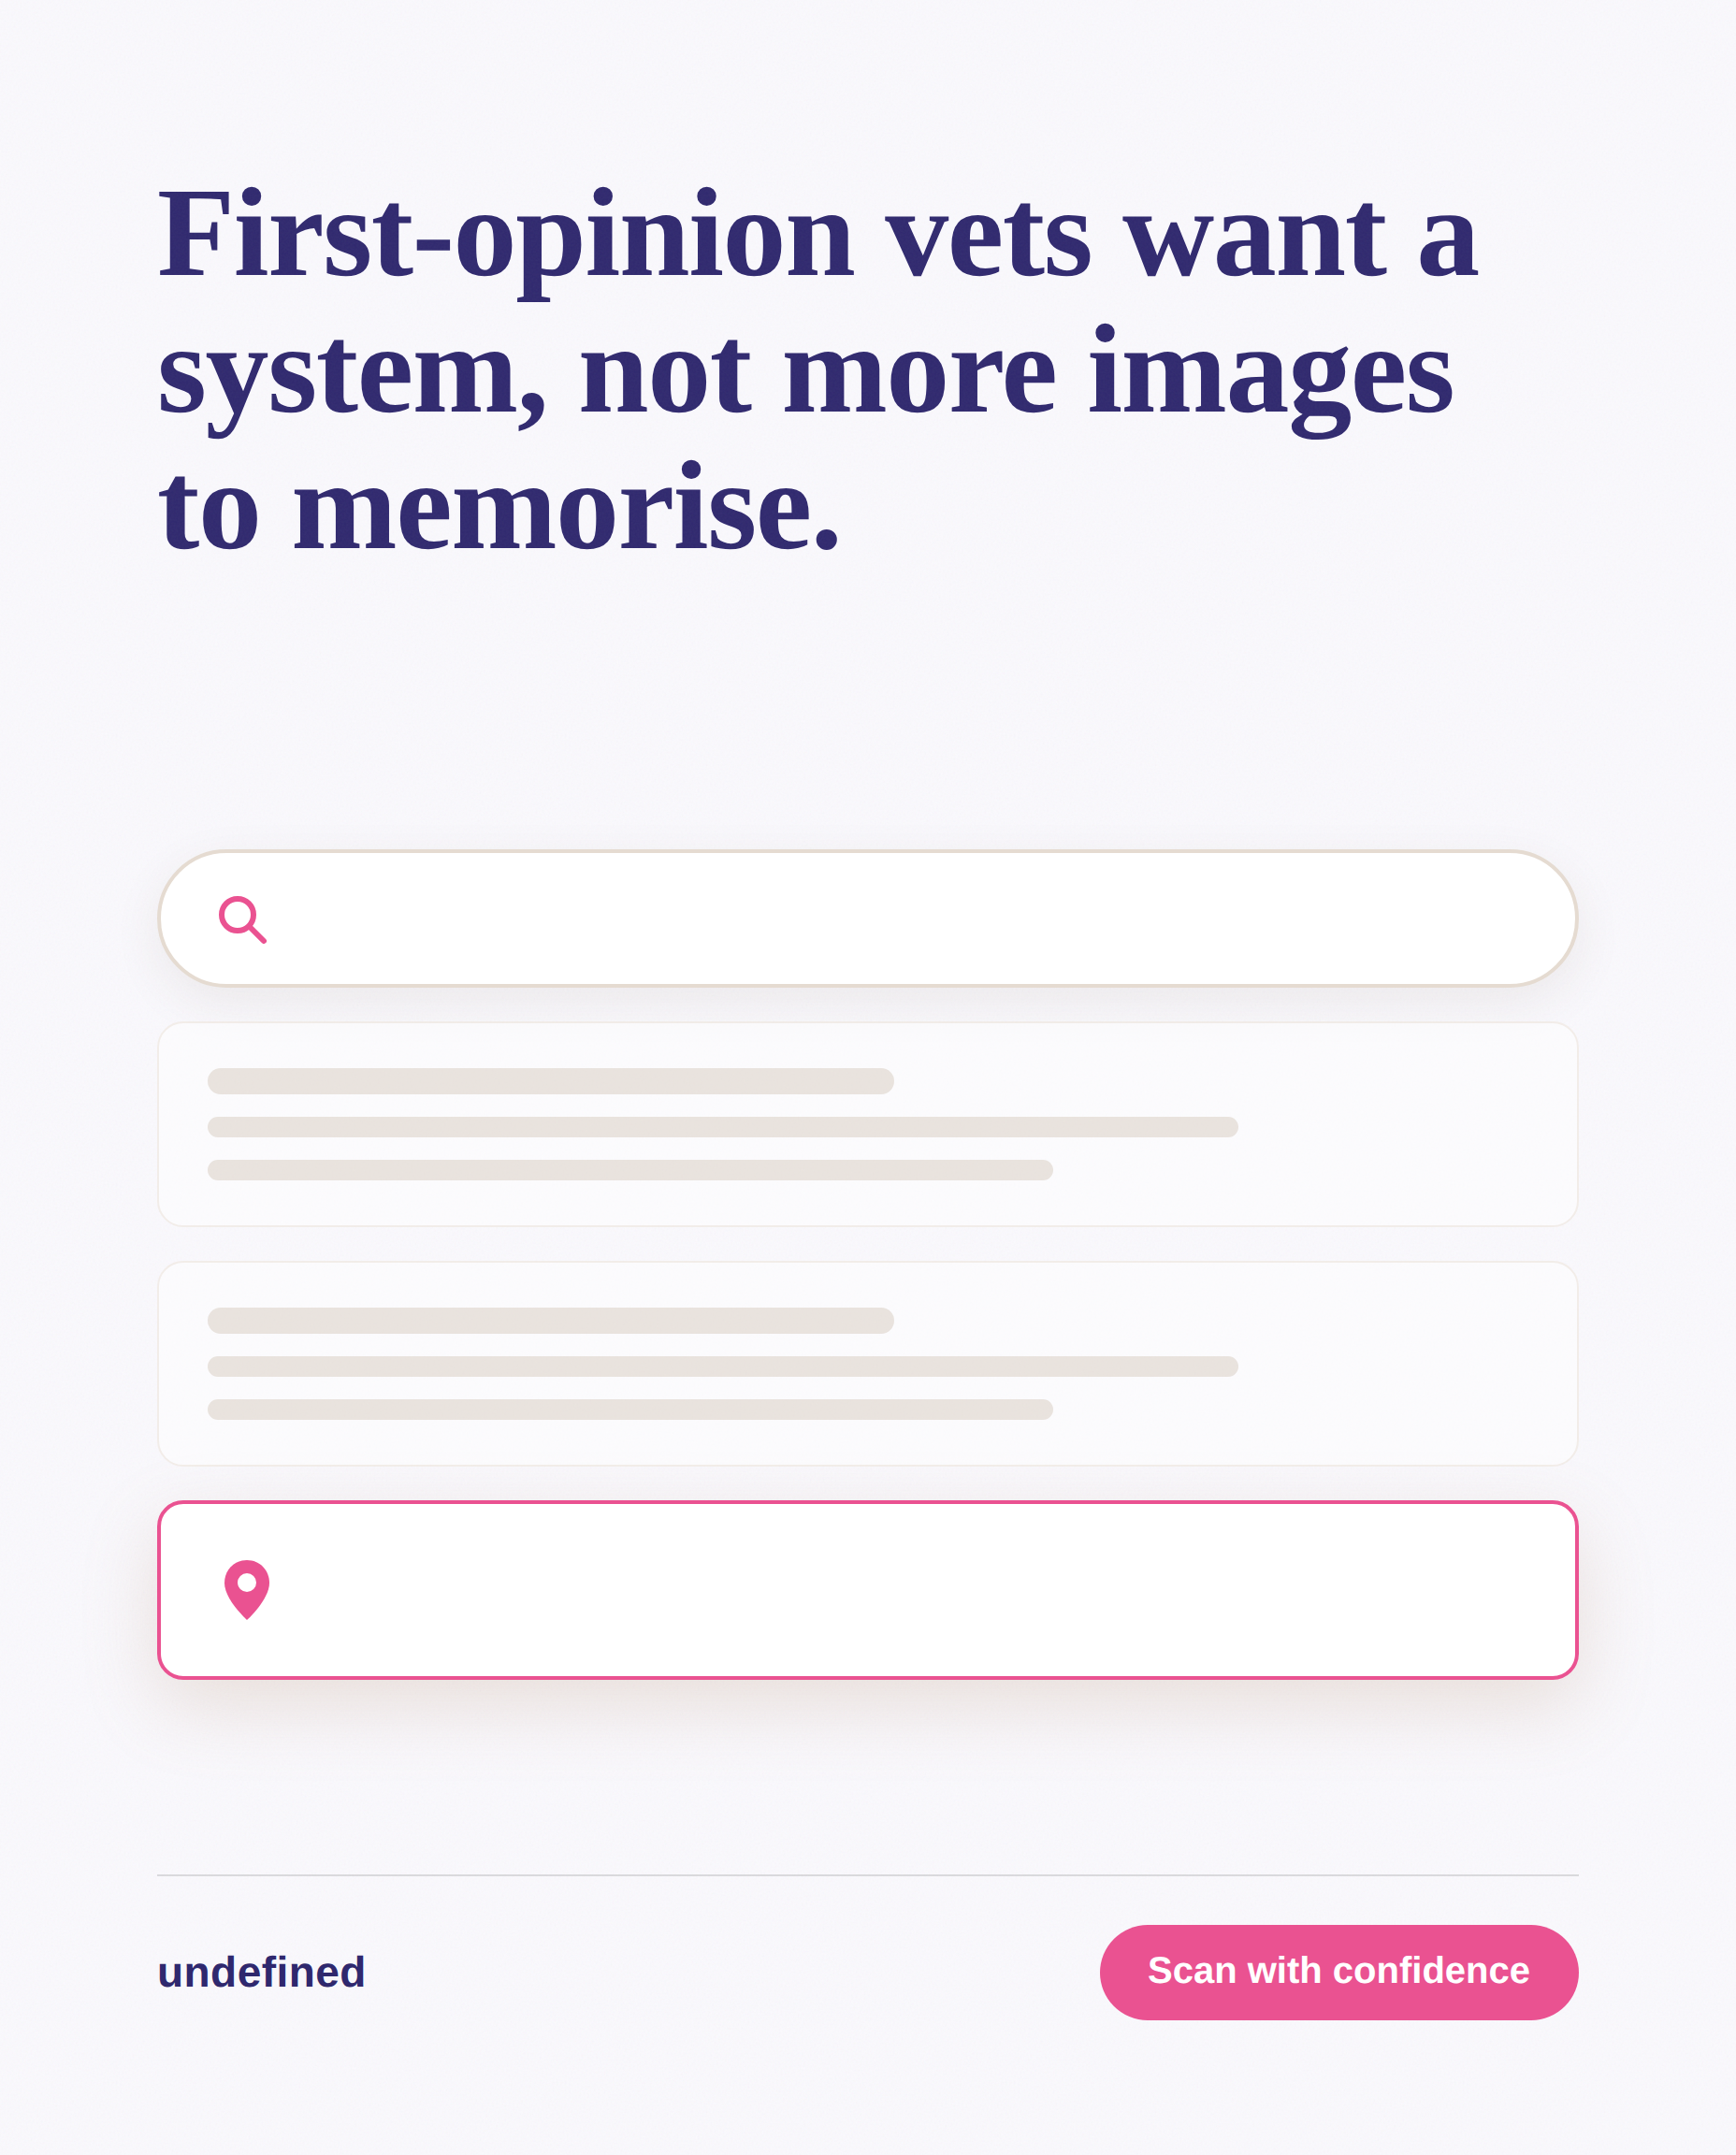 First-opinion vets want a
system, not more images
to memorise.
undefined
Scan with confidence